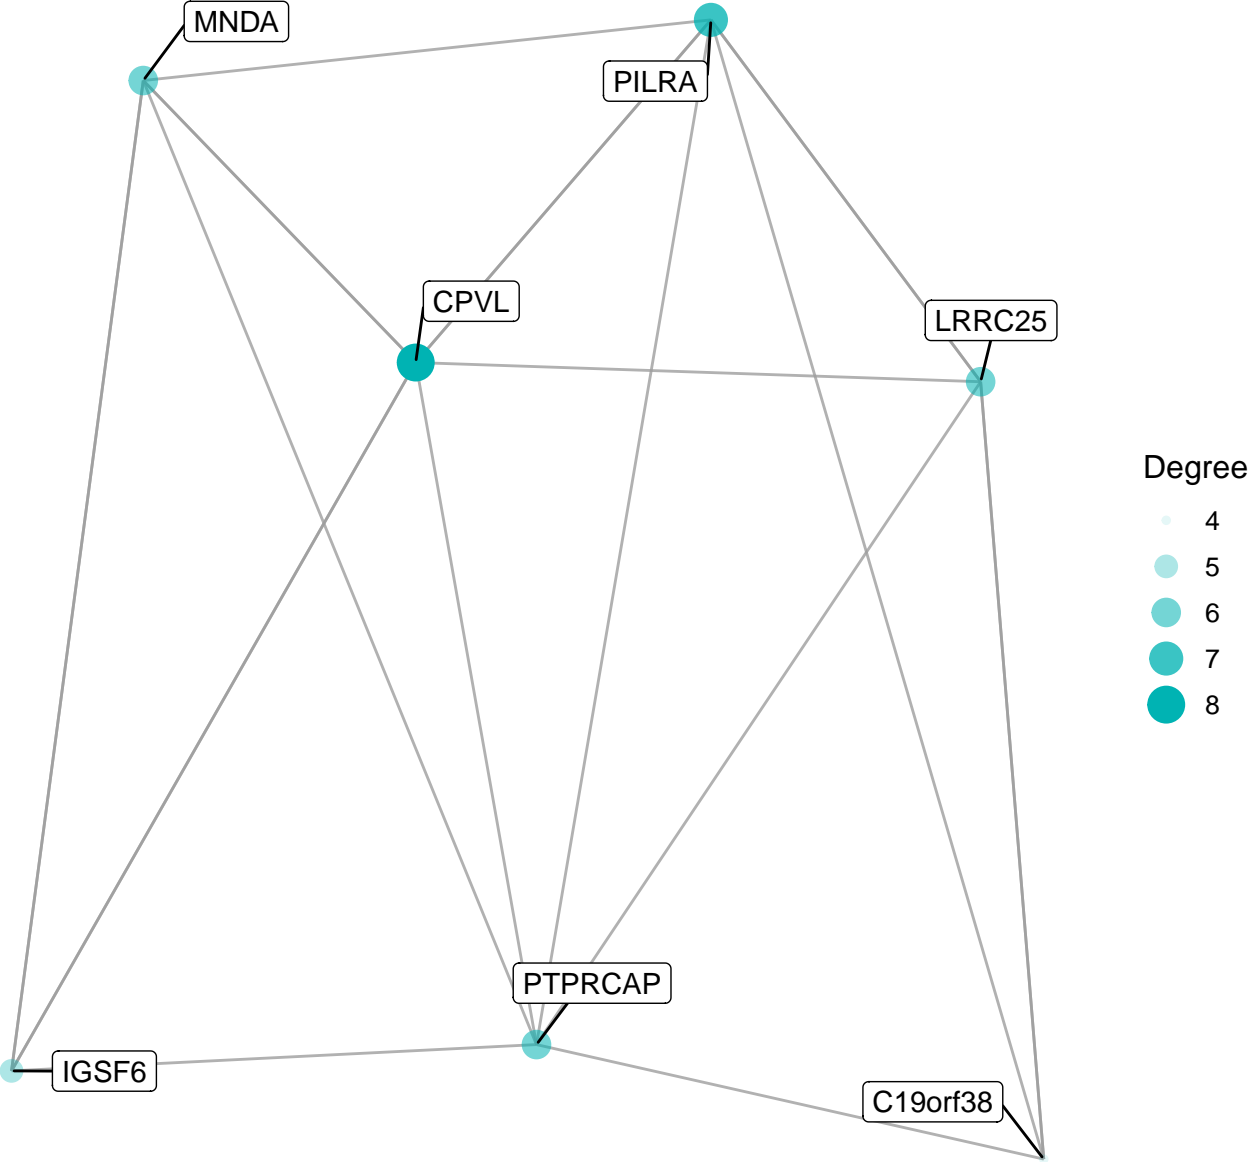 MNDA
PILRA
CPVL
LRRC25
Degree
4
5
6
7
8
PTPRCAP
IGSF6
C19orf38